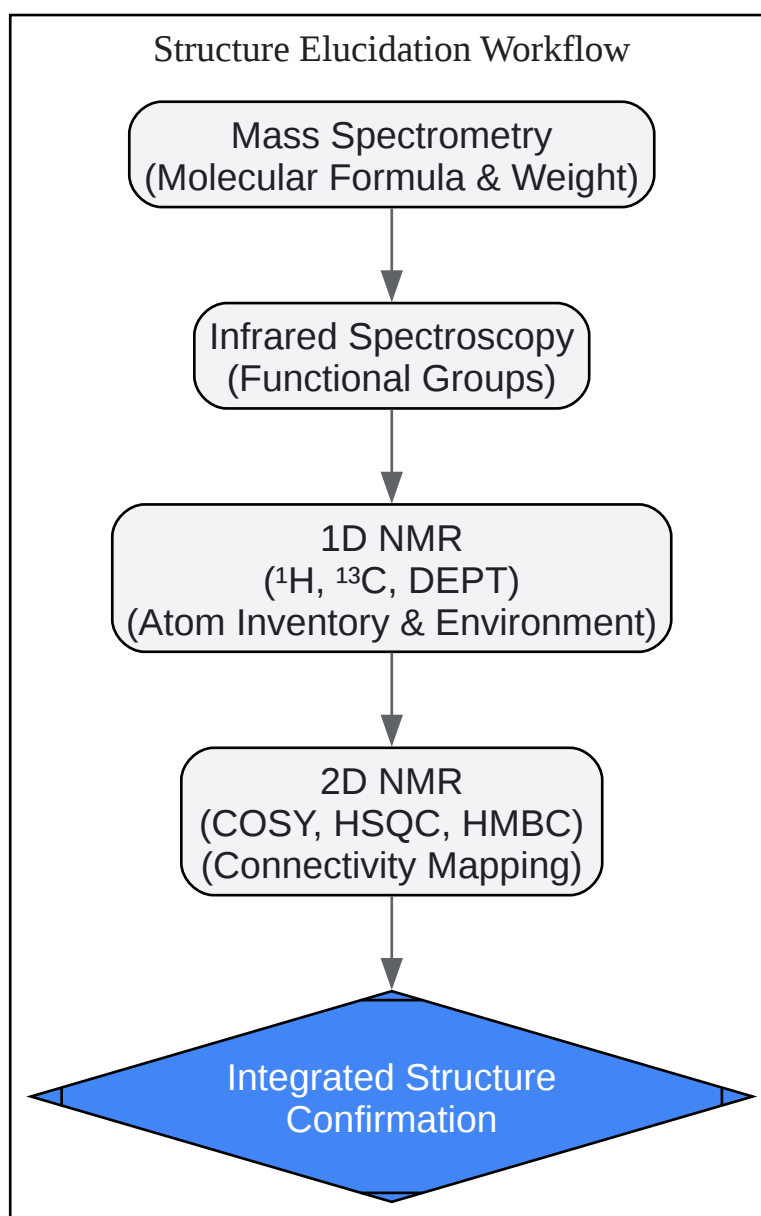 Structure Elucidation Workflow
Mass Spectrometry
(Molecular Formula & Weight)
Infrared Spectroscopy
(Functional Groups)
1D NMR
(¹H, ¹³C, DEPT)
(Atom Inventory & Environment)
2D NMR
(COSY, HSQC, HMBC)
(Connectivity Mapping)
Integrated Structure
Confirmation